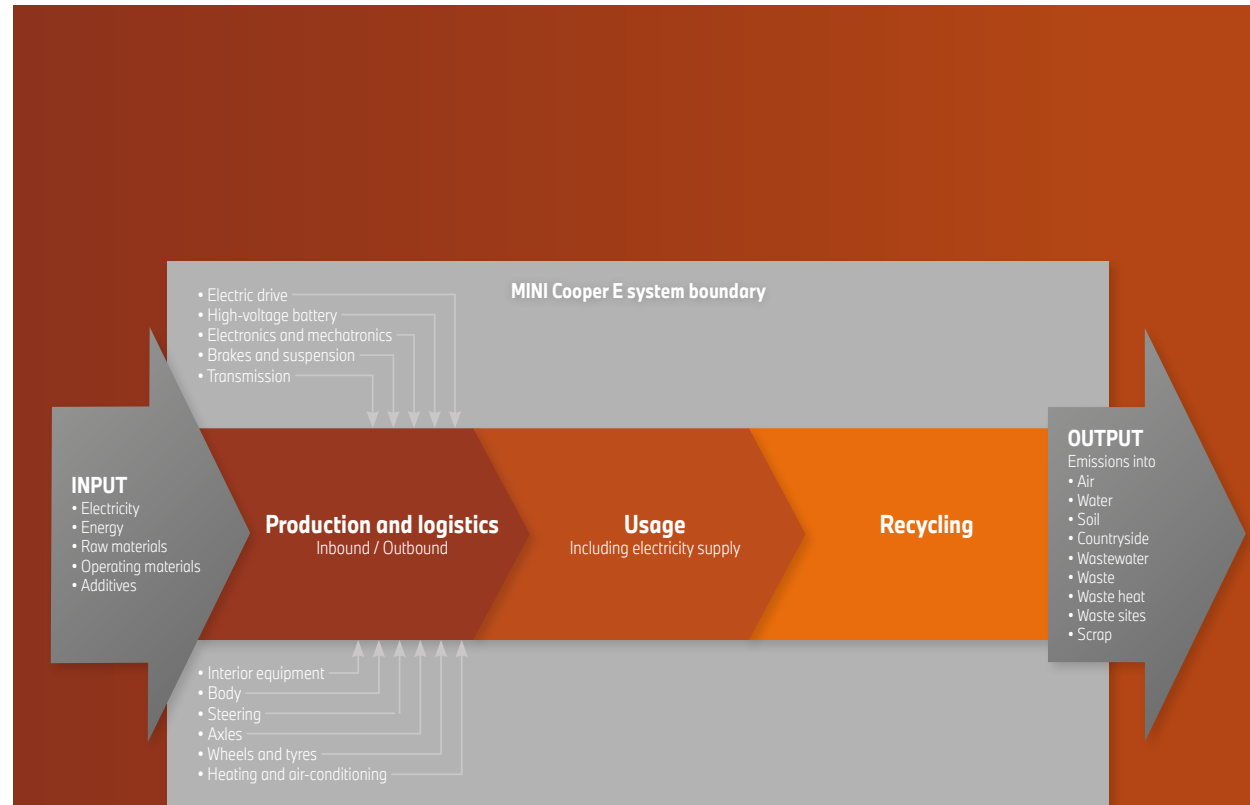 MINI Cooper E system boundary
• Electric drive
• High-voltage battery
• Electronics and mechatronics
• Brakes and suspension
• Transmission
INPUT
• Electricity
• Energy
• Raw materials
• Operating materials
• Additives
Production and logistics
Inbound / Outbound
Usage
Including electricity supply
Recycling
OUTPUT
Emissions into
• Air
• Water
• Soil
• Countryside
• Wastewater
• Waste
• Waste heat
• Waste sites
• Scrap
• Interior equipment
• Body
• Steering
• Axles
• Wheels and tyres
• Heating and air-conditioning